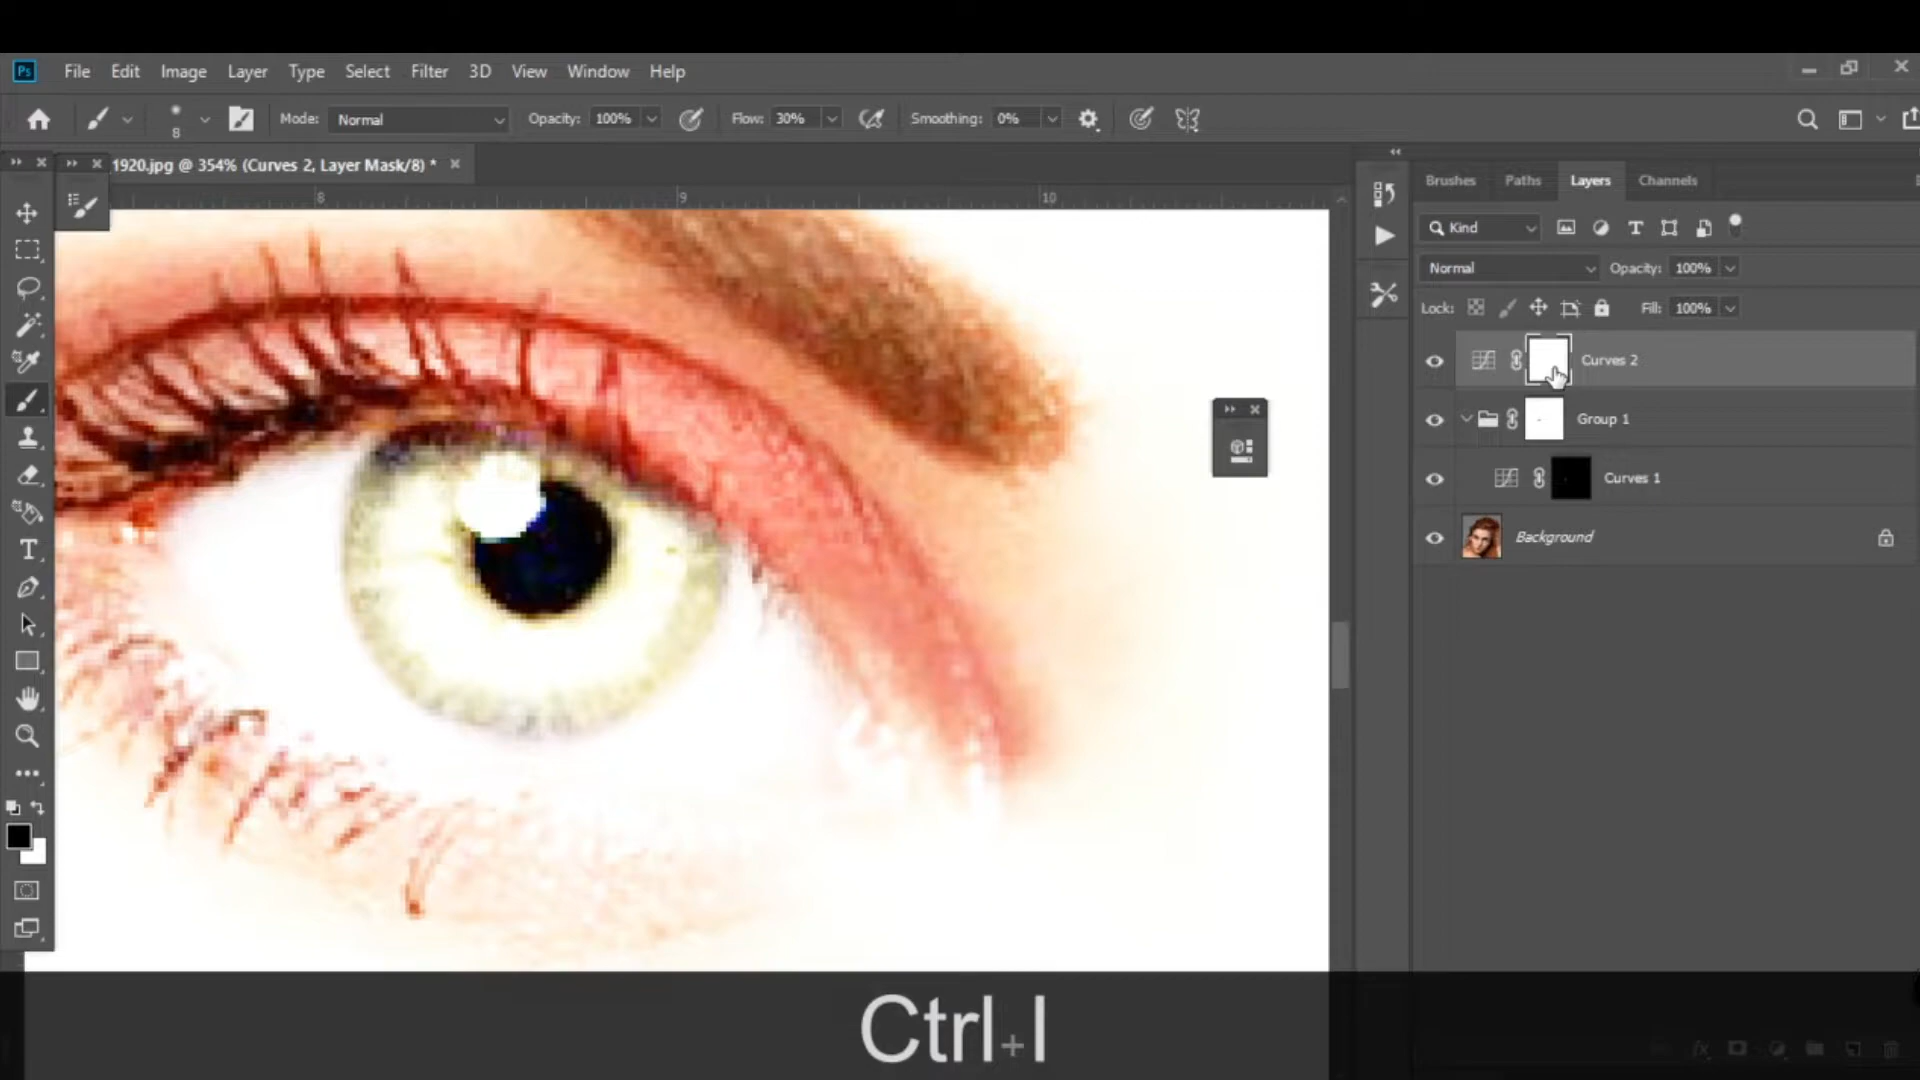 Ps File Edit Image Layer Type Select Filter 3D View Window Help
8 Mode: Normal Opacity: 100% Flow: 30% Smoothing: 0%
1920.jpg @ 354% (Curves 2, Layer Mask/8) *
8 9 10
Brushes Paths Layers Channels
Kind
Normal Opacity: 100%
Lock: Fill: 100%
Curves 2
Group 1
Curves 1
Background
Ctrl+I